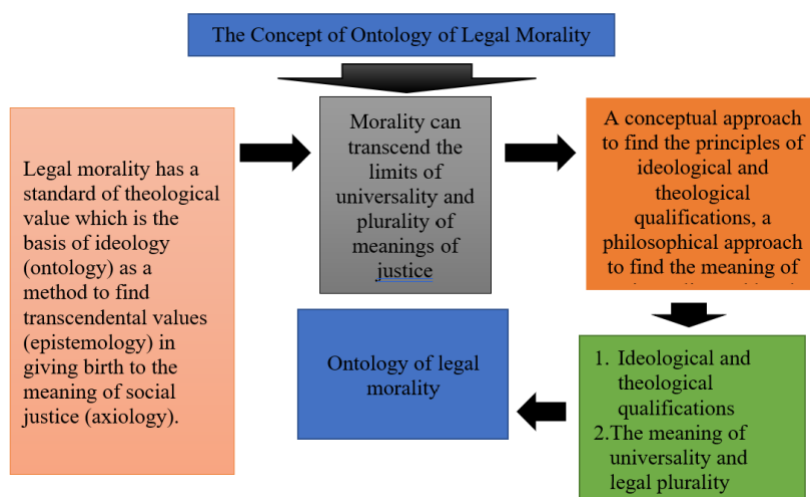 The Concept of Ontology of Legal Morality
Legal morality has a
standard of theological
value which is the
basis of ideology
(ontology) as a
method to find
transcendental values
(epistemology) in
giving birth to the
meaning of social
justice (axiology).
Morality can
transcend the
limits of
universality and
plurality of
meanings of
justice
A conceptual approach
to find the principles of
ideological and
theological
qualifications, a
philosophical approach
to find the meaning of
1. Ideological and
theological
qualifications
2.The meaning of
universality and
legal plurality
Ontology of legal
morality